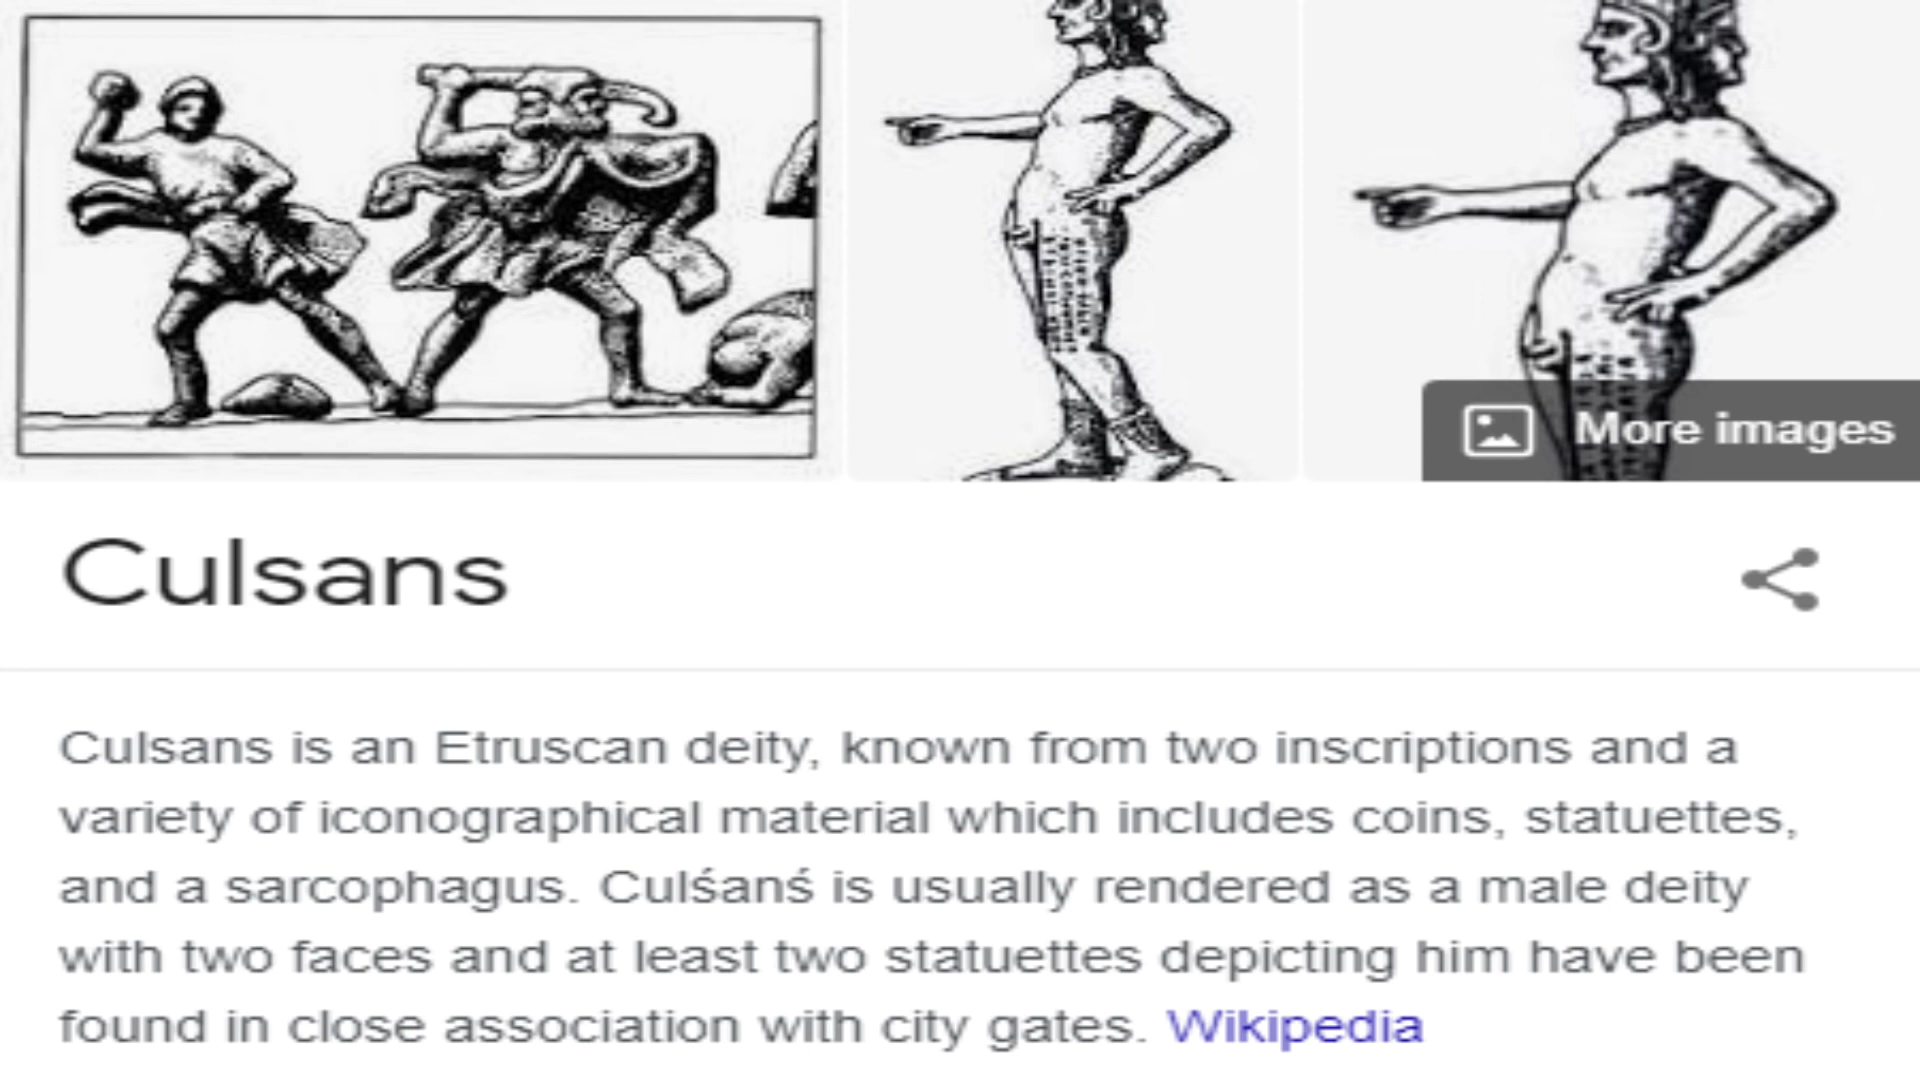 More images
Culsans
Culsans is an Etruscan deity, known from two inscriptions and a
variety of iconographical material which includes coins, statuettes,
and a sarcophagus. Culśanś is usually rendered as a male deity
with two faces and at least two statuettes depicting him have been
found in close association with city gates. Wikipedia